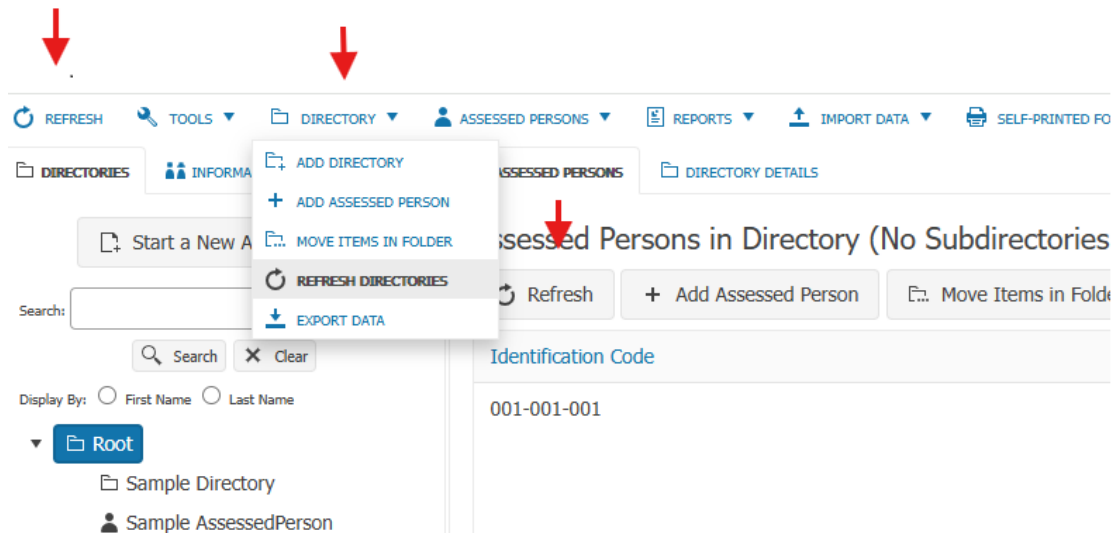 REFRESH TOOLS DIRECTORY ASSESSED PERSONS REPORTS IMPORT DATA SELF-PRINTED FO
DIRECTORIES INFORMA ASSESSED PERSONS DIRECTORY DETAILS
ADD DIRECTORY
ADD ASSESSED PERSON
MOVE ITEMS IN FOLDER
REFRESH DIRECTORIES
EXPORT DATA
Start a New A
Search:
Search Clear
Display By: First Name Last Name
Root
Sample Directory
Sample AssessedPerson
ssessed Persons in Directory (No Subdirectories
Refresh Add Assessed Person Move Items in Folde
Identification Code
001-001-001